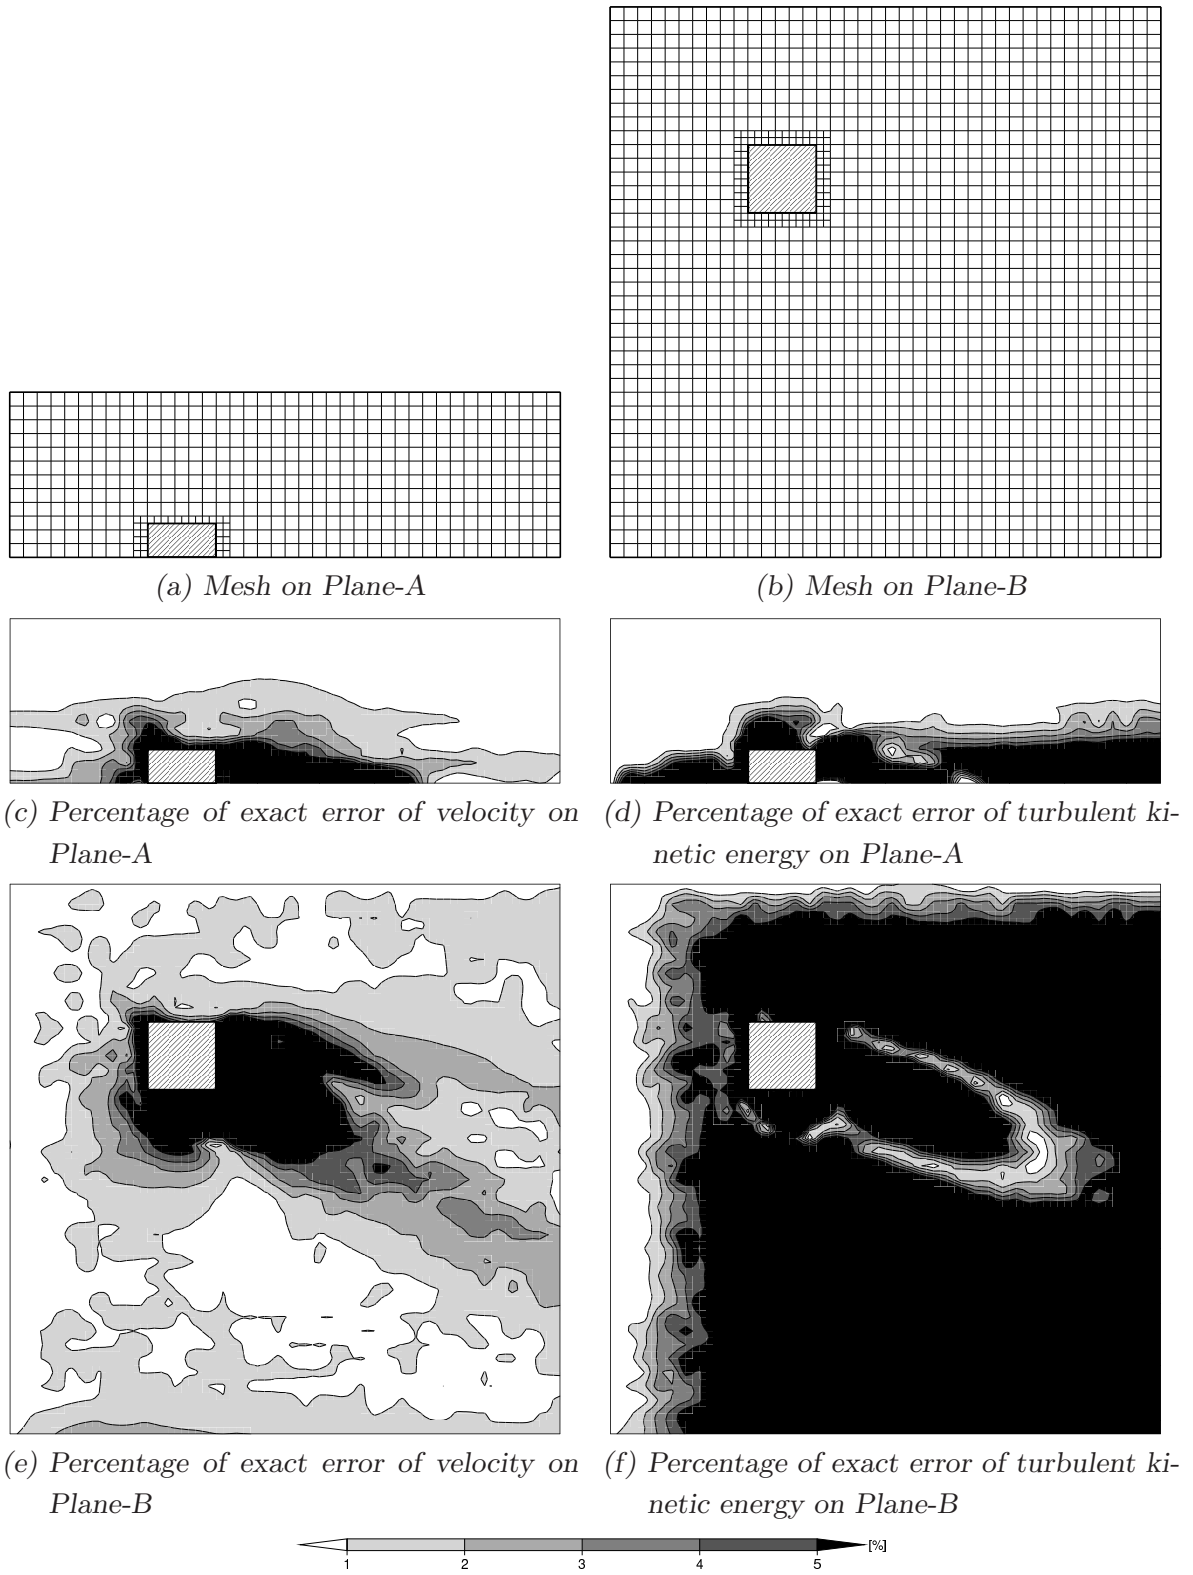 (a) Mesh on Plane-A
(b) Mesh on Plane-B
(c) Percentage of exact error of velocity on
Plane-A
(d) Percentage of exact error of turbulent ki-
netic energy on Plane-A
(e) Percentage of exact error of velocity on
Plane-B
(f) Percentage of exact error of turbulent ki-
netic energy on Plane-B
[%]
1 2 3 4 5